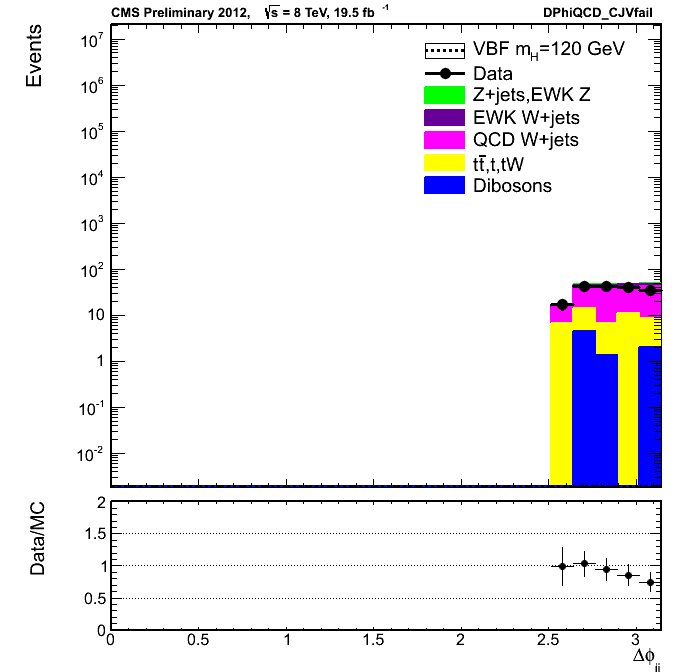 CMS Preliminary 2012, √s = 8 TeV, 19.5 fb⁻¹ DPhiQCD_CJVfail
Events
10⁷
10⁶
10⁵
10⁴
10³
10²
10
1
10⁻¹
10⁻²
VBF m_H=120 GeV
Data
Z+jets,EWK Z
EWK W+jets
QCD W+jets
tt̄,t,tW
Dibosons
Data/MC
2
1.5
1
0.5
0
0 0.5 1 1.5 2 2.5 3
Δϕ_jj